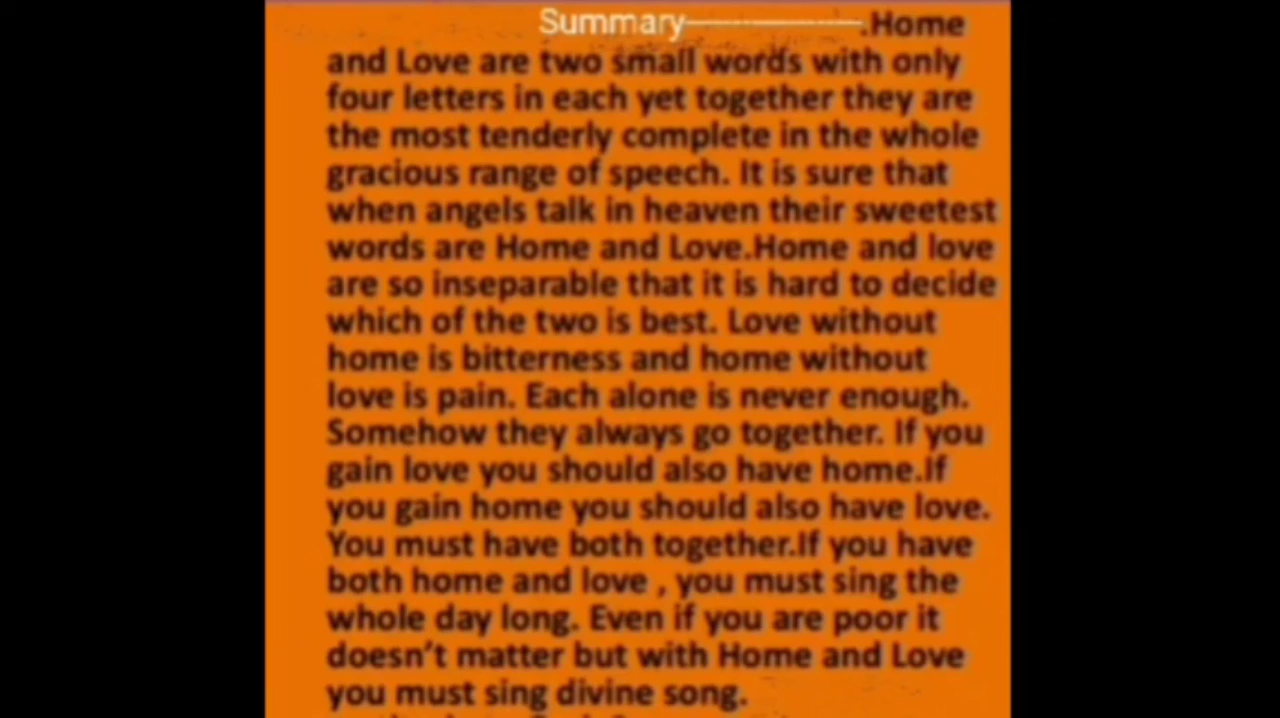 Summary————————.Home
and Love are two small words with only
four letters in each yet together they are
the most tenderly complete in the whole
gracious range of speech. It is sure that
when angels talk in heaven their sweetest
words are Home and Love.Home and love
are so inseparable that it is hard to decide
which of the two is best. Love without
home is bitterness and home without
love is pain. Each alone is never enough.
Somehow they always go together. If you
gain love you should also have home.If
you gain home you should also have love.
You must have both together.If you have
both home and love , you must sing the
whole day long. Even if you are poor it
doesn’t matter but with Home and Love
you must sing divine song.